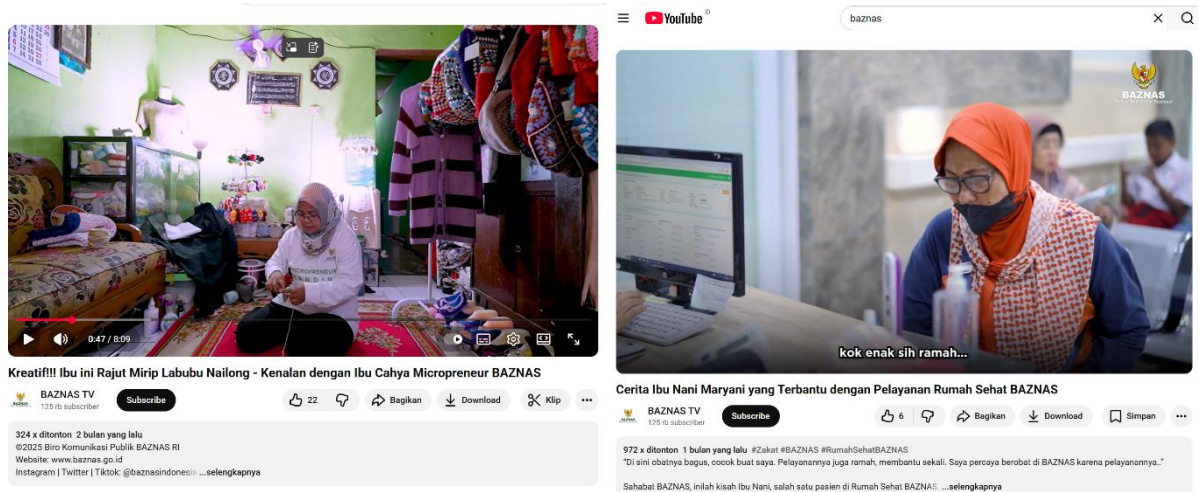 MICROPRENEUR
0:47 / 8:09
Kreatif!!! Ibu ini Rajut Mirip Labubu Nailong - Kenalan dengan Ibu Cahya Micropreneur BAZNAS
BAZNAS TV
125 rb subscriber
Subscribe
22
Bagikan
Download
Klip
324 x ditonton 2 bulan yang lalu
©2025 Biro Komunikasi Publik BAZNAS RI
Website: www.baznas.go.id
Instagram | Twitter | Tiktok: @baznasindonesia ...selengkapnya
YouTube ID
baznas
BAZNAS
kok enak sih ramah...
Cerita Ibu Nani Maryani yang Terbantu dengan Pelayanan Rumah Sehat BAZNAS
BAZNAS TV
125 rb subscriber
Subscribe
6
Bagikan
Download
Simpan
972 x ditonton 1 bulan yang lalu #Zakat #BAZNAS #RumahSehatBAZNAS
"Di sini obatnya bagus, cocok buat saya. Pelayanannya juga ramah, membantu sekali. Saya percaya berobat di BAZNAS karena pelayanannya.."
Sahabat BAZNAS, inilah kisah Ibu Nani, salah satu pasien di Rumah Sehat BAZNAS. ...selengkapnya